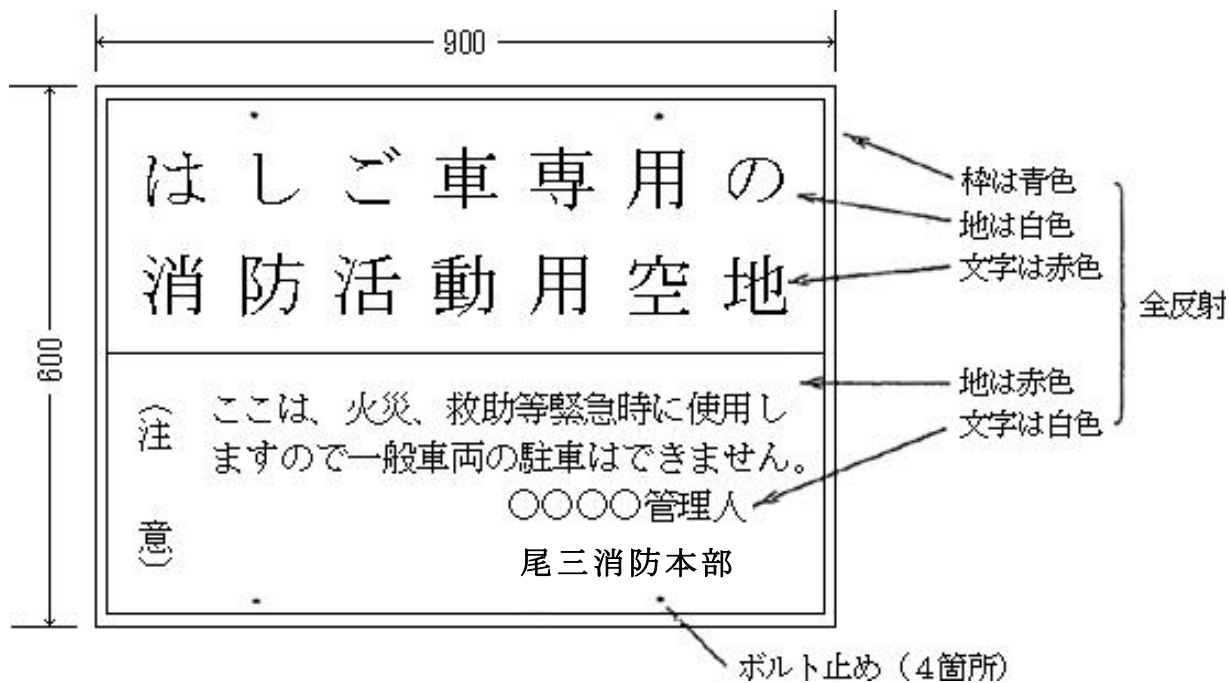 900
600
はしご車専用の
消防活動用空地
（注意）
ここは、火災、救助等緊急時に使用し
ますので一般車両の駐車はできません。
○○○○管理人
尾三消防本部
枠は青色
地は白色
文字は赤色
地は赤色
文字は白色
全反射
ボルト止め（4箇所）